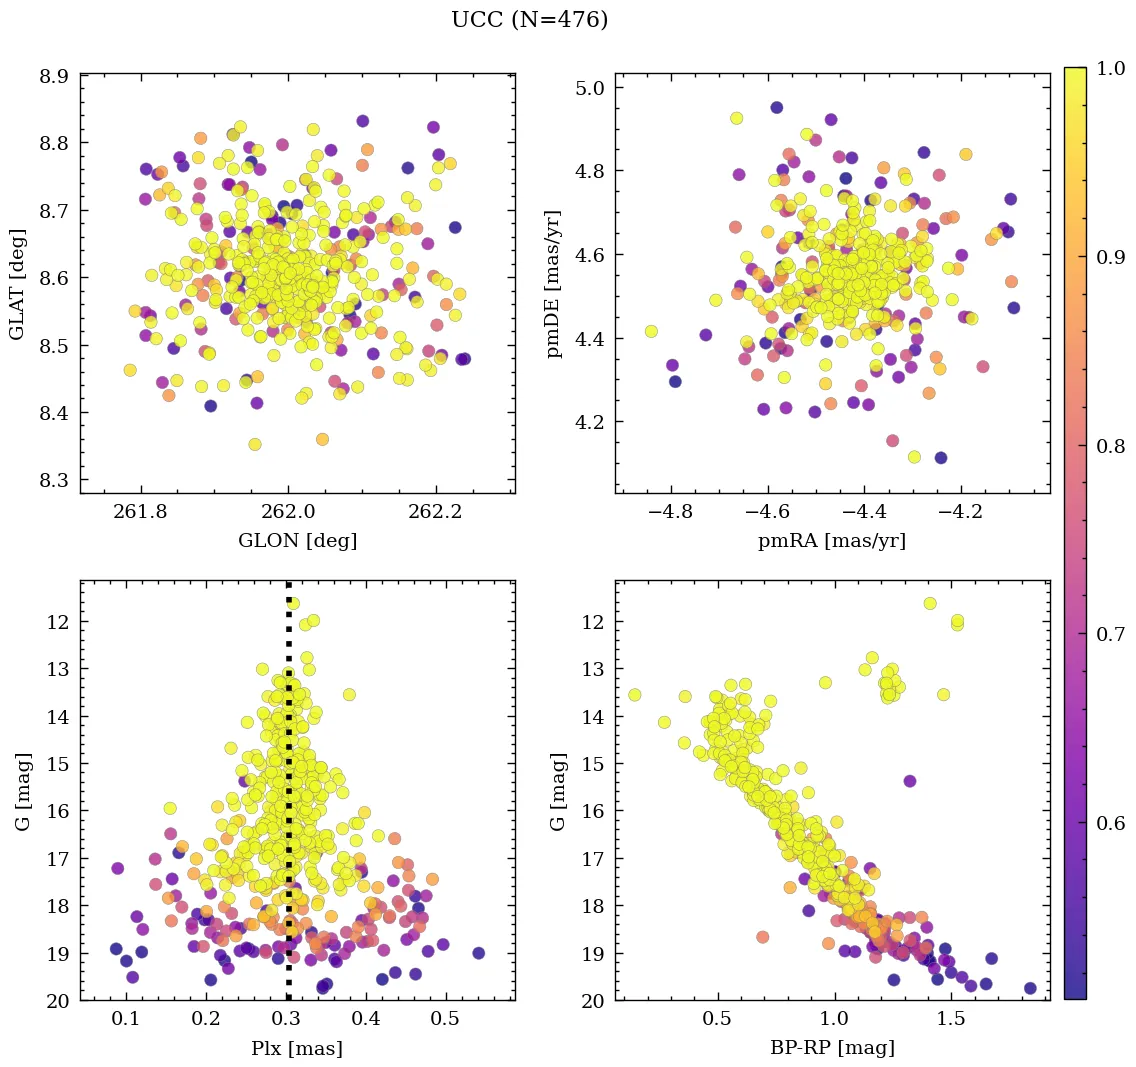 UCC (N=476)
8.9
8.8
8.7
8.6
8.5
8.4
8.3
GLAT [deg]
261.8 262.0 262.2
GLON [deg]
5.0
4.8
4.6
4.4
4.2
pmDE [mas/yr]
−4.8 −4.6 −4.4 −4.2
pmRA [mas/yr]
12
13
14
15
16
17
18
19
20
G [mag]
0.1 0.2 0.3 0.4 0.5
Plx [mas]
12
13
14
15
16
17
18
19
20
G [mag]
0.5 1.0 1.5
BP-RP [mag]
1.0
0.9
0.8
0.7
0.6